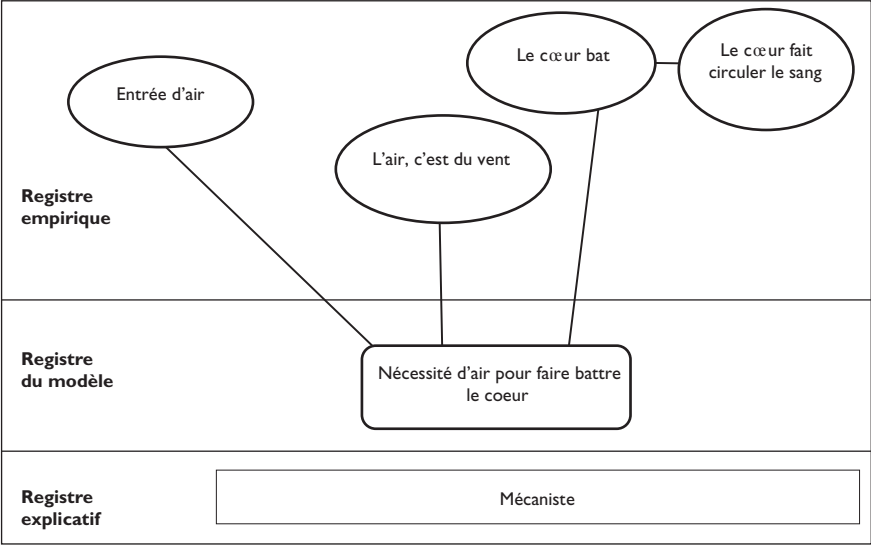 Entrée d'air
Le cœur bat
Le cœur fait
circuler le sang
L'air, c'est du vent
Registre
empirique
Registre
du modèle
Nécessité d'air pour faire battre
le coeur
Registre
explicatif
Mécaniste